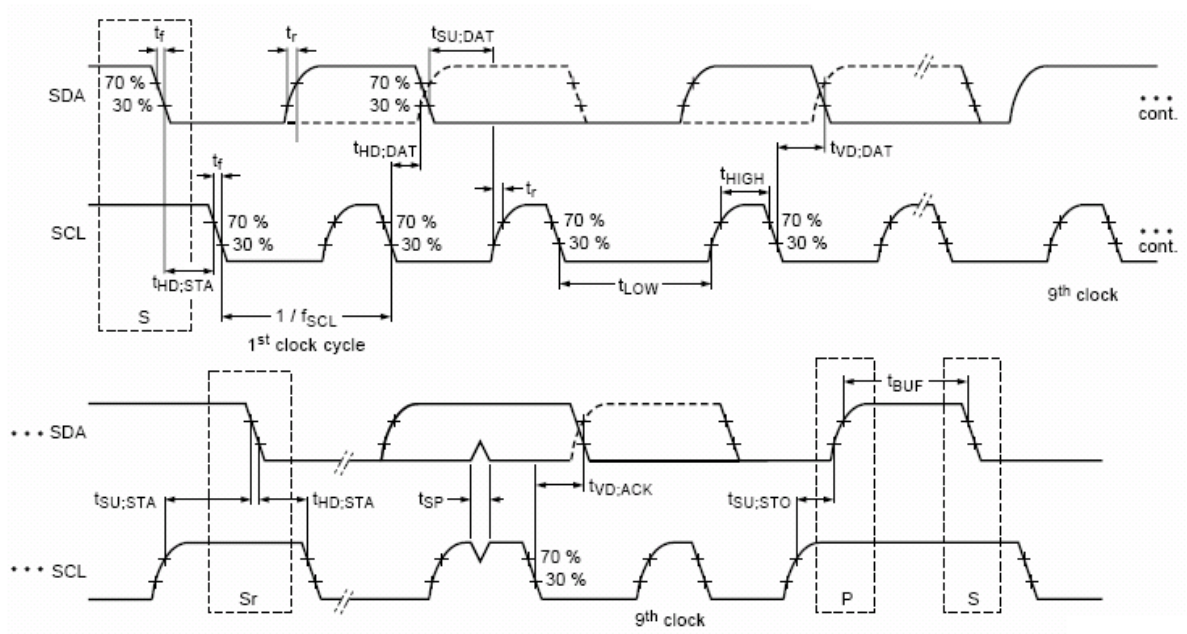 tf tr tSU;DAT
70 % 70 %
SDA 30 % 30 % • • • cont.
tHD;DAT tVD;DAT
tf tr tHIGH
70 % 70 % 70 %
SCL 30 % 30 % 30 % • • • cont.
tHD;STA tLOW
9th clock
S 1 / fSCL
1st clock cycle
tBUF
• • • SDA
tSU;STA tHD;STA tSP tVD;ACK tSU;STO
70 %
• • • SCL 30 %
Sr P S
9th clock